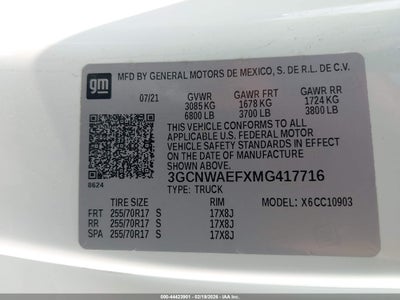 gm
MFD BY GENERAL MOTORS DE MEXICO, S. DE R.L. DE C.V.
07/21 GVWR GAWR FRT GAWR RR
3085 KG 1678 KG 1724 KG
6800 LB 3700 LB 3800 LB
THIS VEHICLE CONFORMS TO ALL
APPLICABLE U.S. FEDERAL MOTOR
VEHICLE SAFETY STANDARDS IN
EFFECT ON THE DATE OF MANUFACTURE
SHOWN ABOVE.
8624
3GCNWAEFXMG417716
TYPE: TRUCK
MODEL: X6CC10903
TIRE SIZE RIM
FRT 255/70R17 S 17X8J
RR 255/70R17 S 17X8J
SPA 255/70R17 S 17X8J
500-44423901 - 02/19/2026 - IAA, Inc.